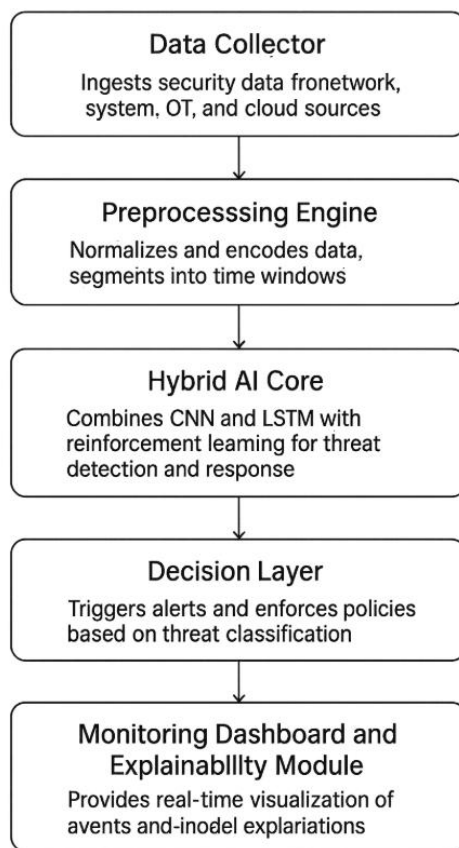 Data Collector
Ingests security data fronetwork,
system, OT, and cloud sources
Preprocesssing Engine
Normalizes and encodes data,
segments into time windows
Hybrid AI Core
Combines CNN and LSTM with
reinforcement leaming for threat
detection and response
Decision Layer
Triggers alerts and enforces policies
based on threat classification
Monitoring Dashboard and
Explainabllity Module
Provides real-time visualization of
avents and-inodel explariations